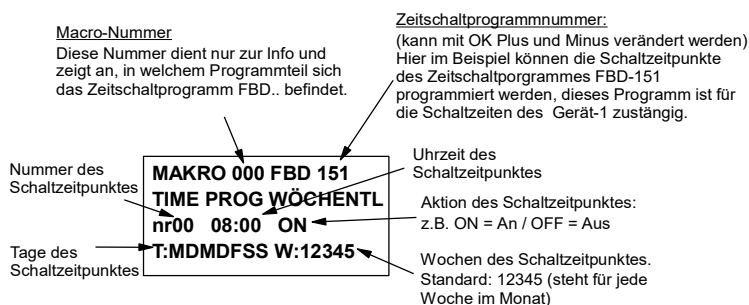 Macro-Nummer
Diese Nummer dient nur zur Info und
zeigt an, in welchem Programmteil sich
das Zeitschaltprogramm FBD.. befindet.
Zeitschaltprogrammnummer:
(kann mit OK Plus und Minus verändert werden)
Hier im Beispiel können die Schaltzeitpunkte
des Zeitschaltporgrammes FBD-151
programmiert werden, dieses Programm ist für
die Schaltzeiten des Gerät-1 zustängig.
Nummer des
Schaltzeitpunktes
Uhrzeit des
Schaltzeitpunktes
MAKRO 000 FBD 151
TIME PROG WÖCHENTL
nr00 08:00 ON
T:MDMDFSS W:12345
Aktion des Schaltzeitpunktes:
z.B. ON = An / OFF = Aus
Tage des
Schaltzeitpunktes
Wochen des Schaltzeitpunktes.
Standard: 12345 (steht für jede
Woche im Monat)